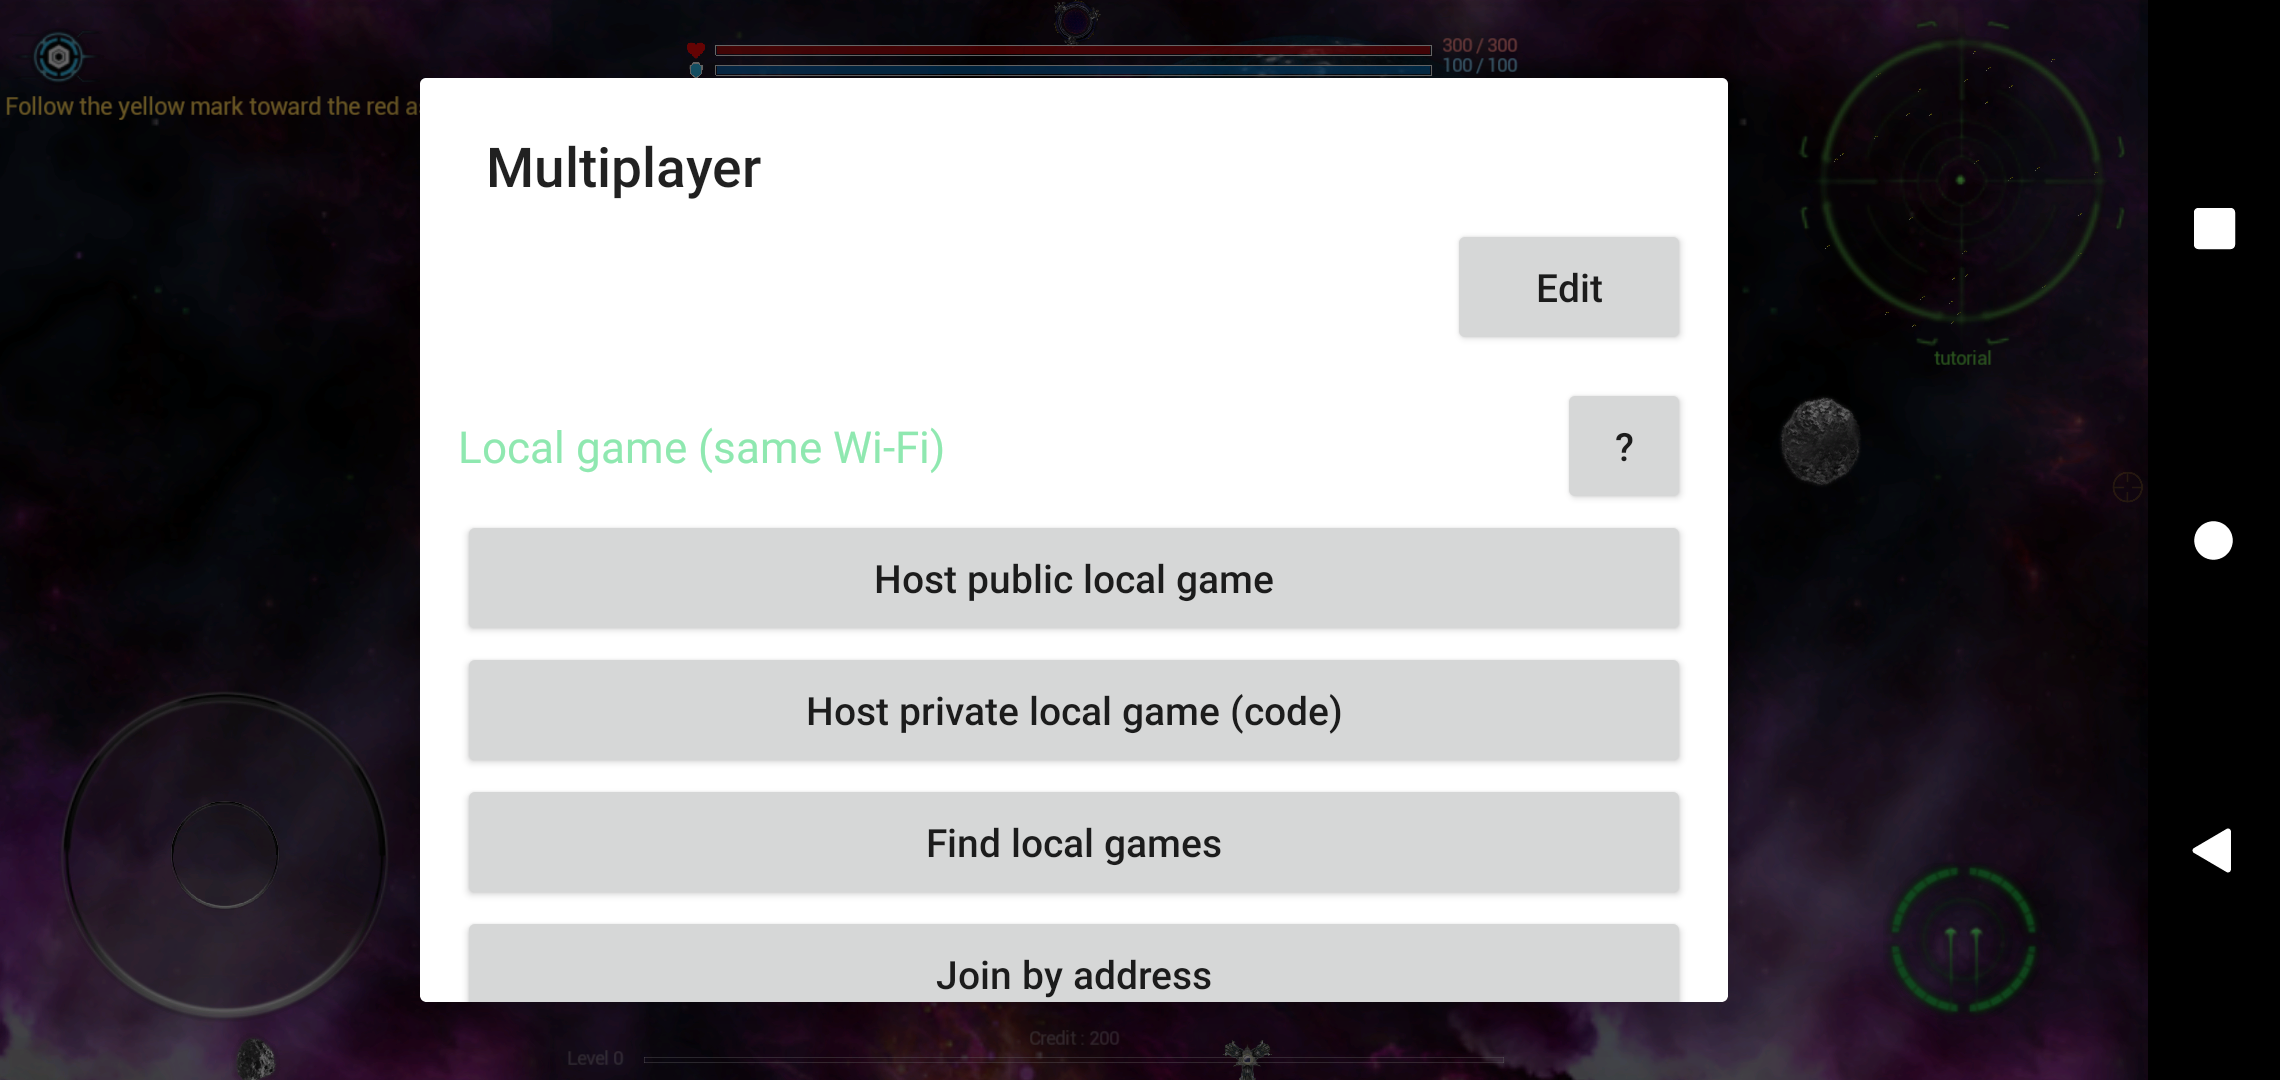 300 / 300
100 / 100
Follow the yellow mark toward the red
Multiplayer
Edit
tutorial
Local game (same Wi-Fi)
?
Host public local game
Host private local game (code)
Find local games
Join by address
Credit : 200
Level 0